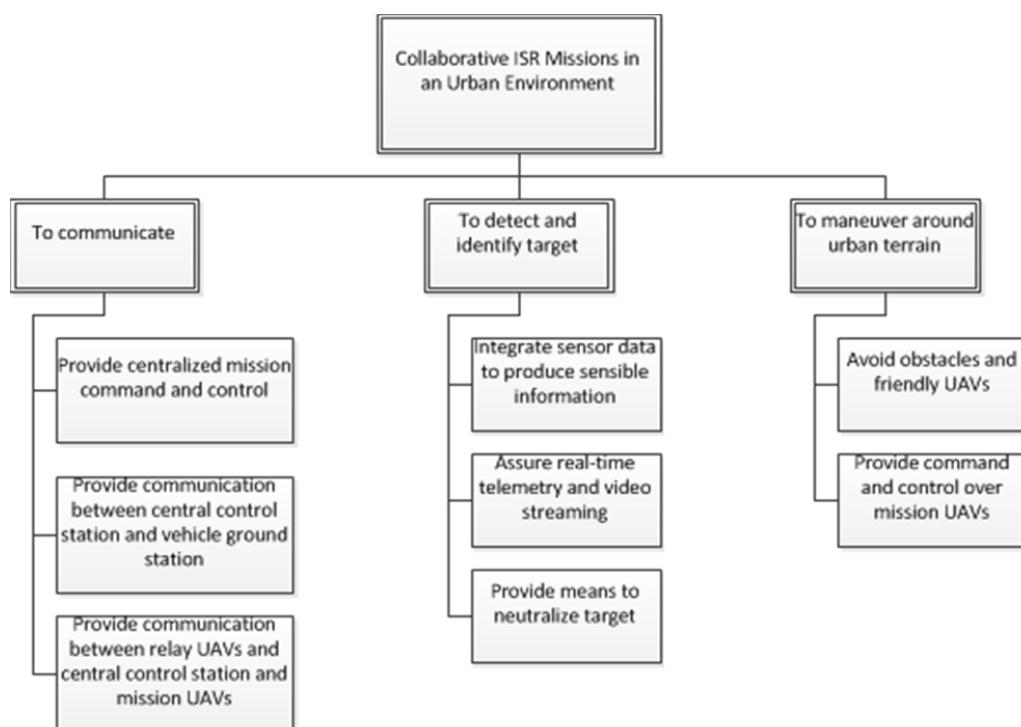 Collaborative ISR Missions in
an Urban Environment
To communicate
To detect and
identify target
To maneuver around
urban terrain
Provide centralized mission
command and control
Provide communication
between central control
station and vehicle ground
station
Provide communication
between relay UAVs and
central control station and
mission UAVs
Integrate sensor data
to produce sensible
information
Assure real-time
telemetry and video
streaming
Provide means to
neutralize target
Avoid obstacles and
friendly UAVs
Provide command
and control over
mission UAVs